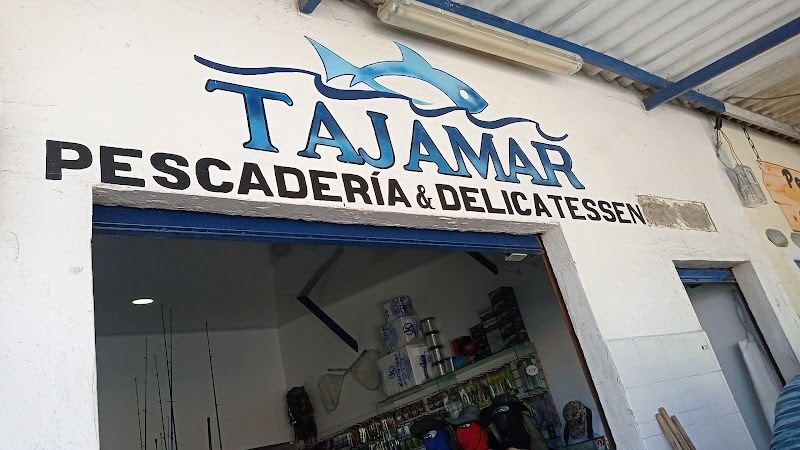 TAJAMAR
PESCADERÍA & DELICATESSEN